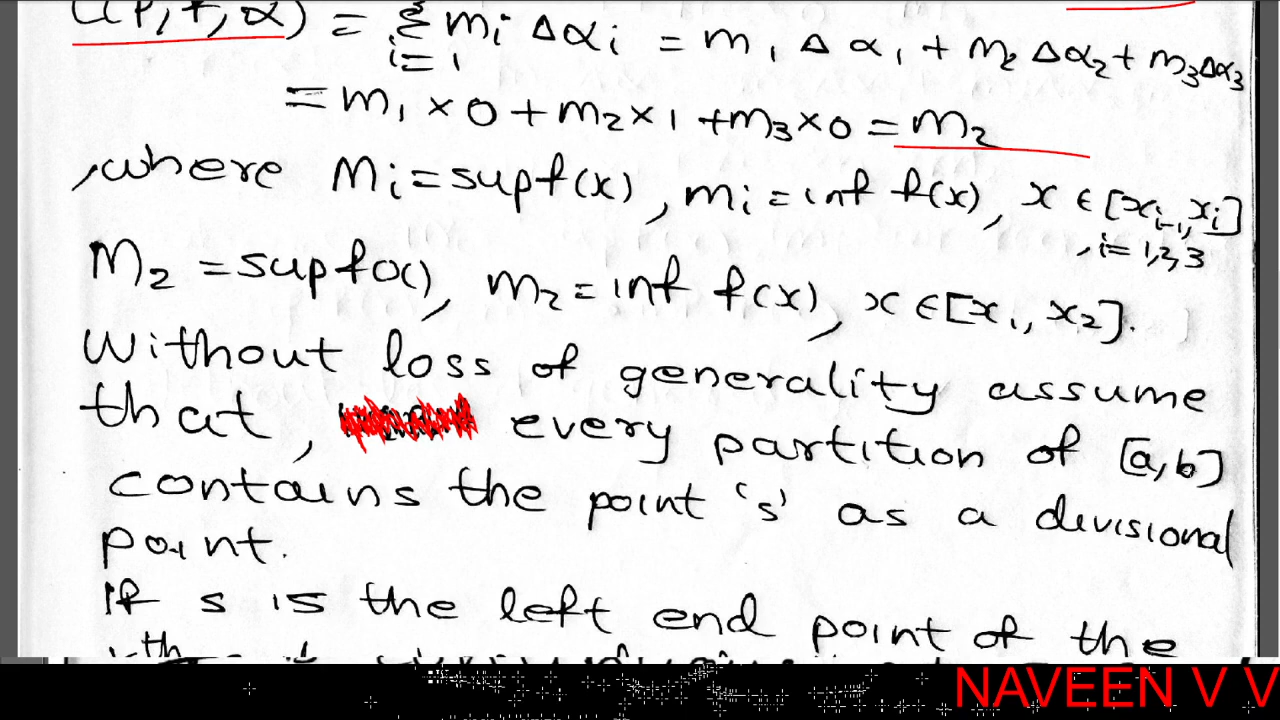 L(P, f, α) = Σ i=1 mi Δαi = m1 Δα1 + m2 Δα2 + m3 Δα3
= m1 × 0 + m2 × 1 + m3 × 0 = m2
, where Mi = sup f(x), mi = inf f(x), x ∈ [xi-1, xi]
, i = 1, 2, 3
M2 = sup f(x), m2 = inf f(x), x ∈ [x1, x2].
Without loss of generality assume
that, every partition of [a, b]
contains the point 's' as a divisional
point.
If s is the left end point of the
NAVEEN V V